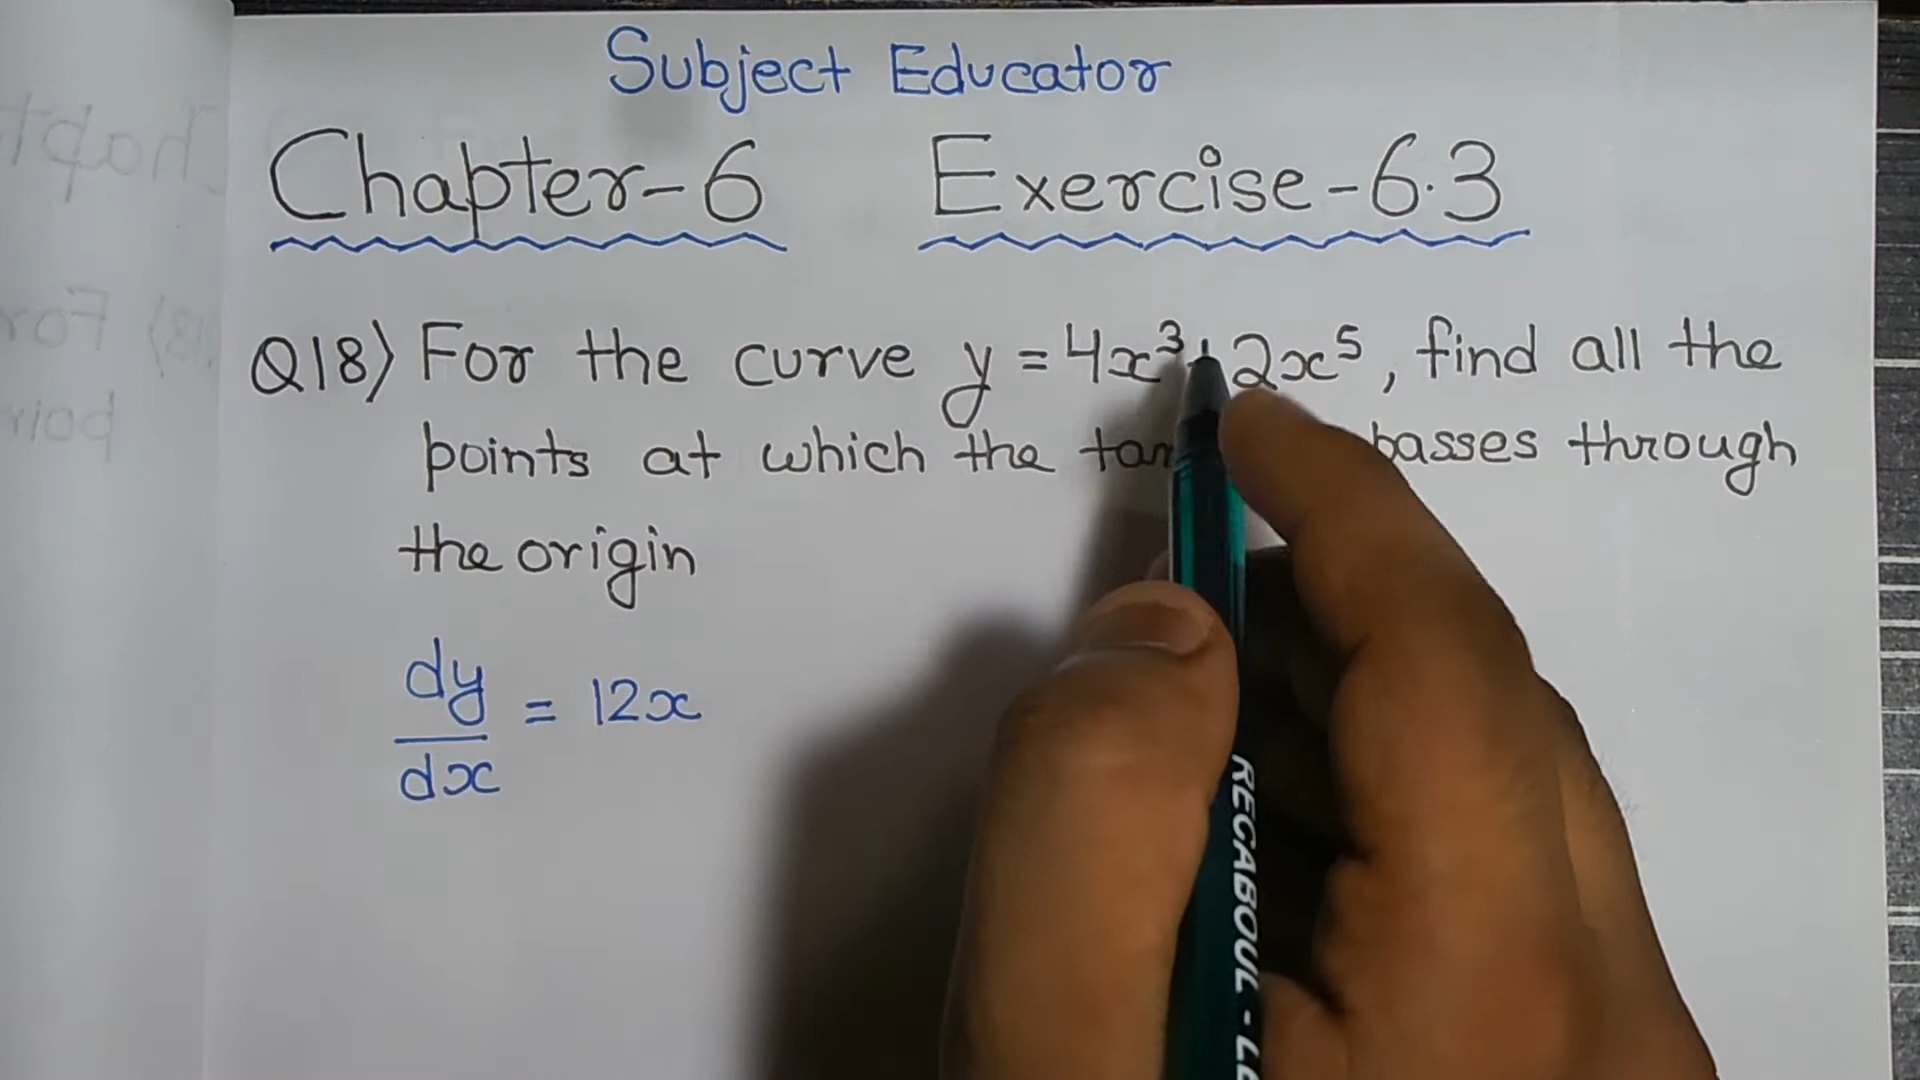 Subject Educator
Chapter-6 Exercise-6.3
Q18) For the curve y = 4x³ 2x⁵, find all the
points at which the passes through
the origin
dy/dx = 12x
RECABOUL